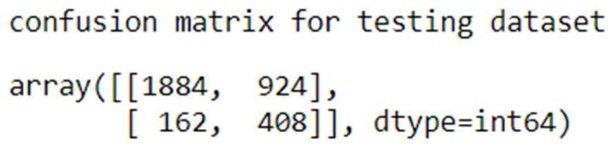 confusion matrix for testing dataset
array([[1884,  924],
       [ 162,  408]], dtype=int64)